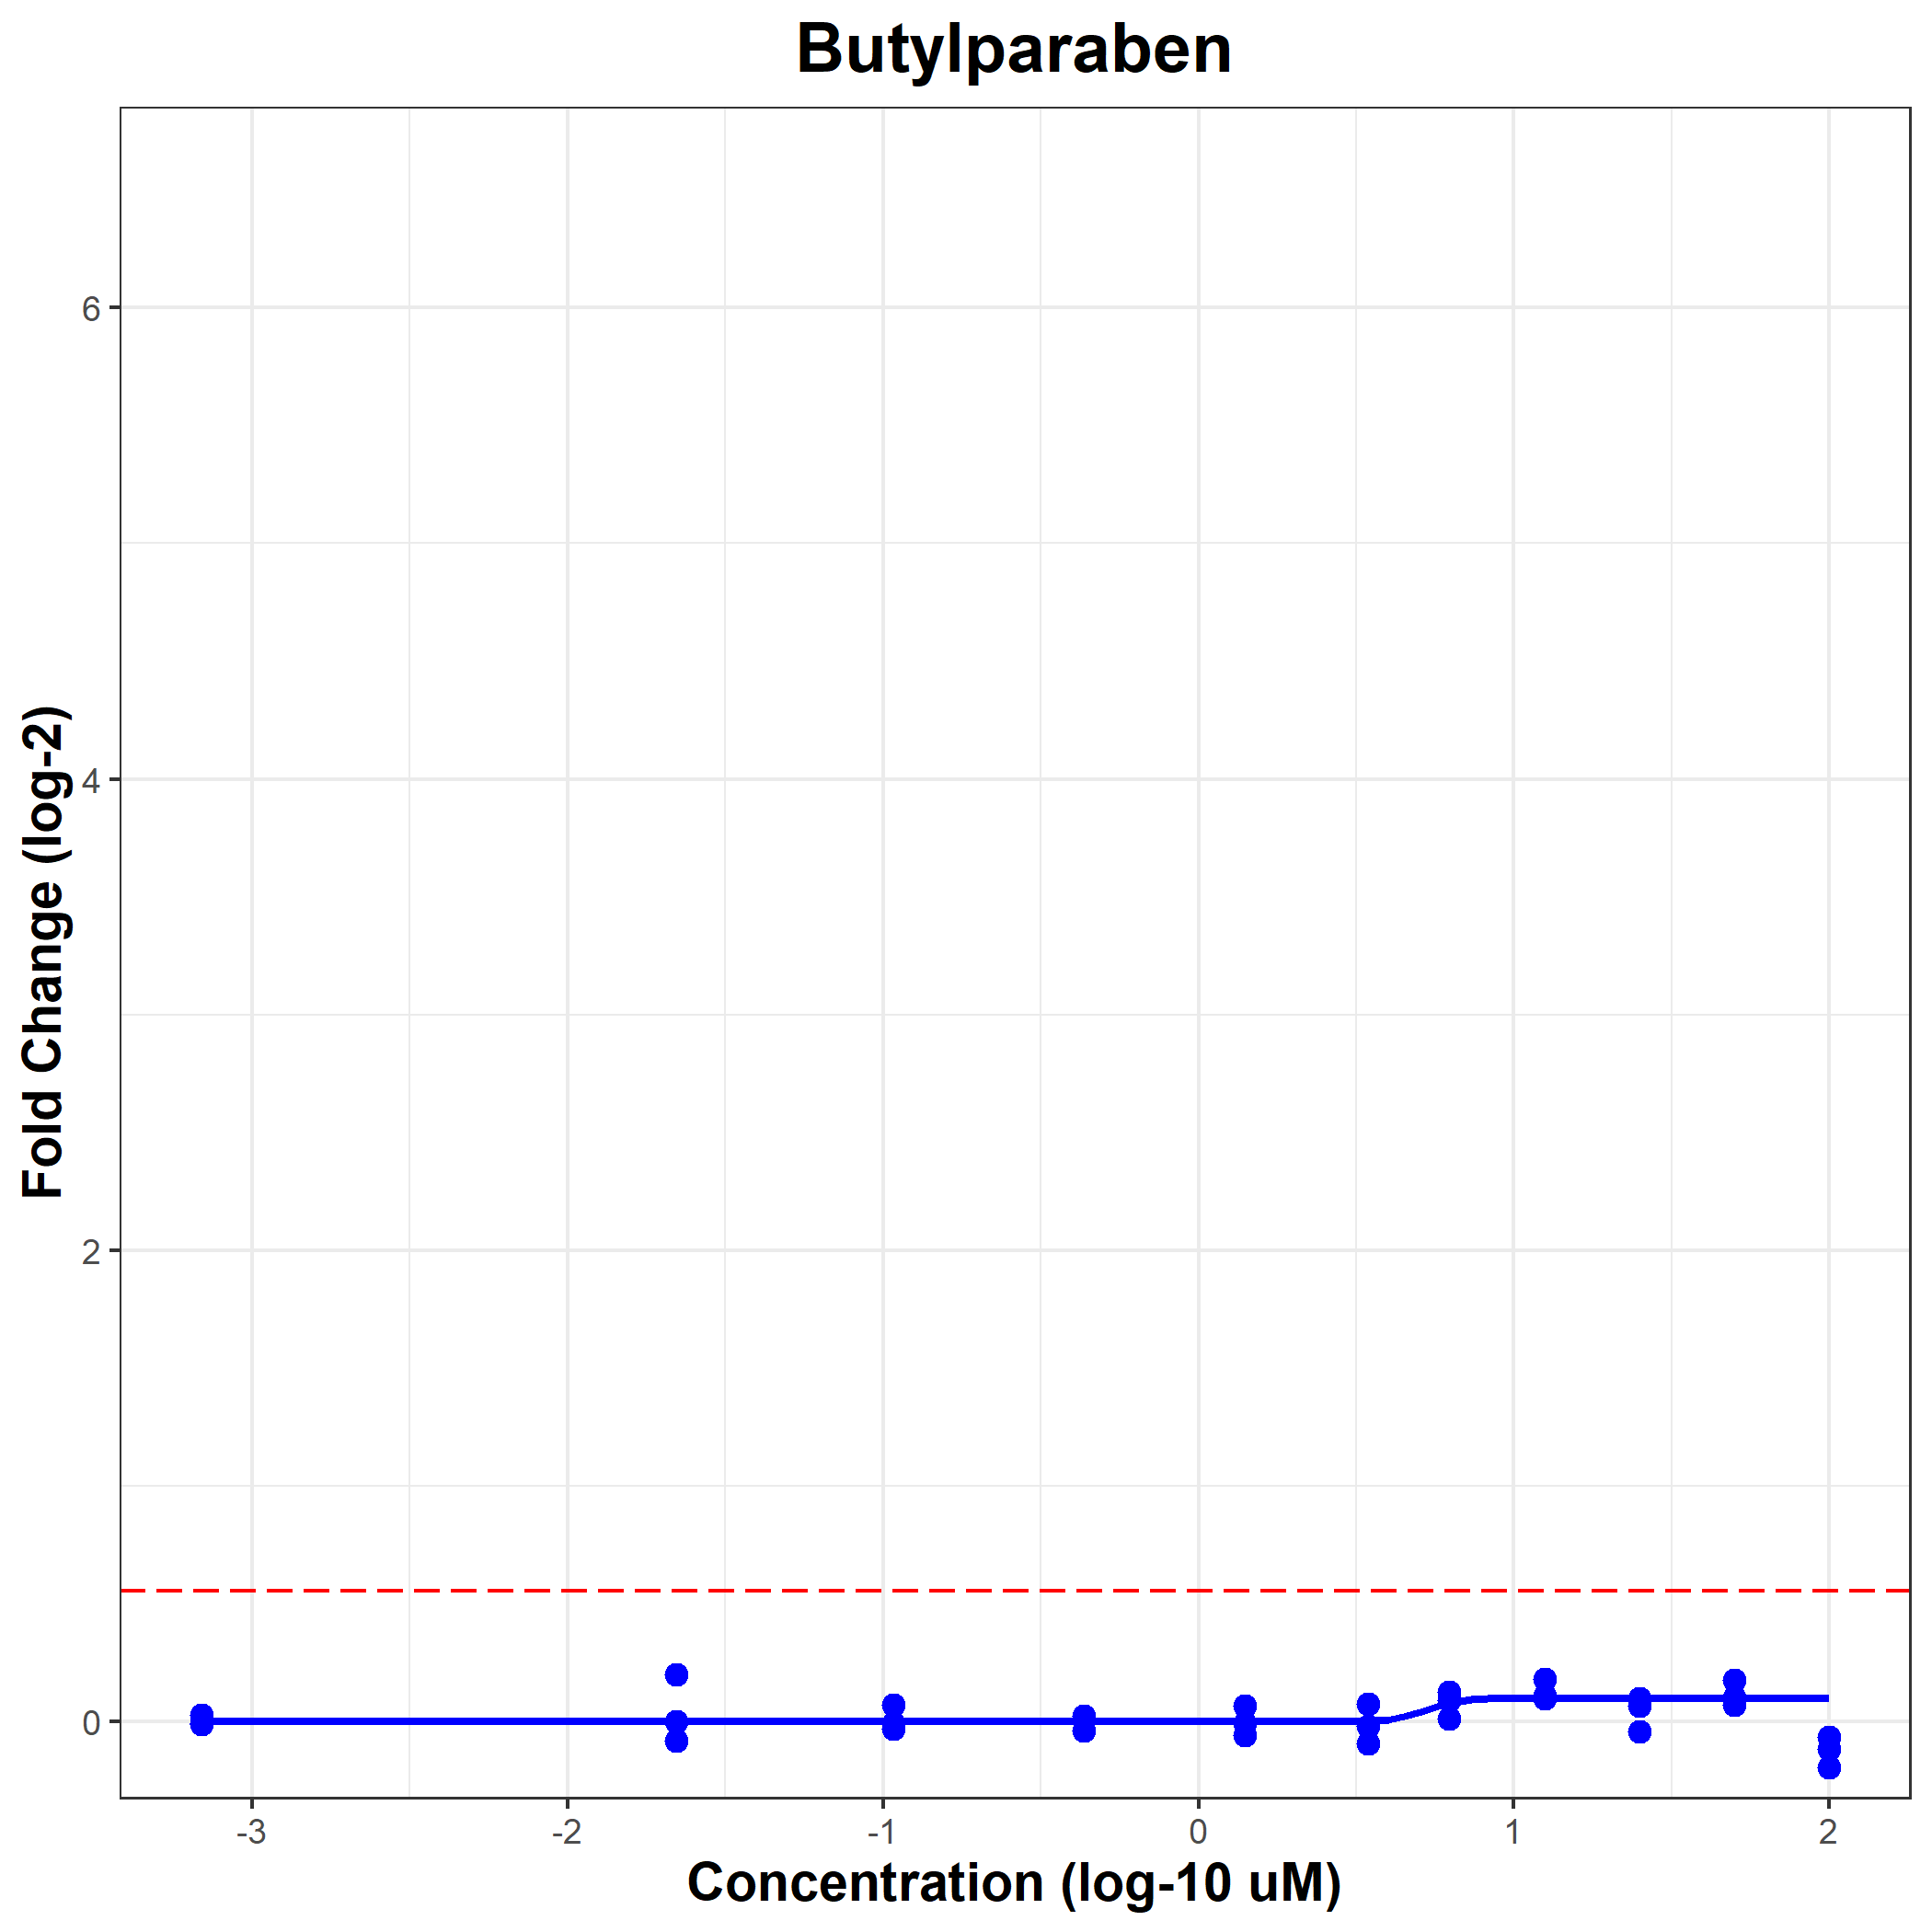 Butylparaben
Fold Change (log-2)
6
4
2
0
-3 -2 -1 0 1 2
Concentration (log-10 uM)